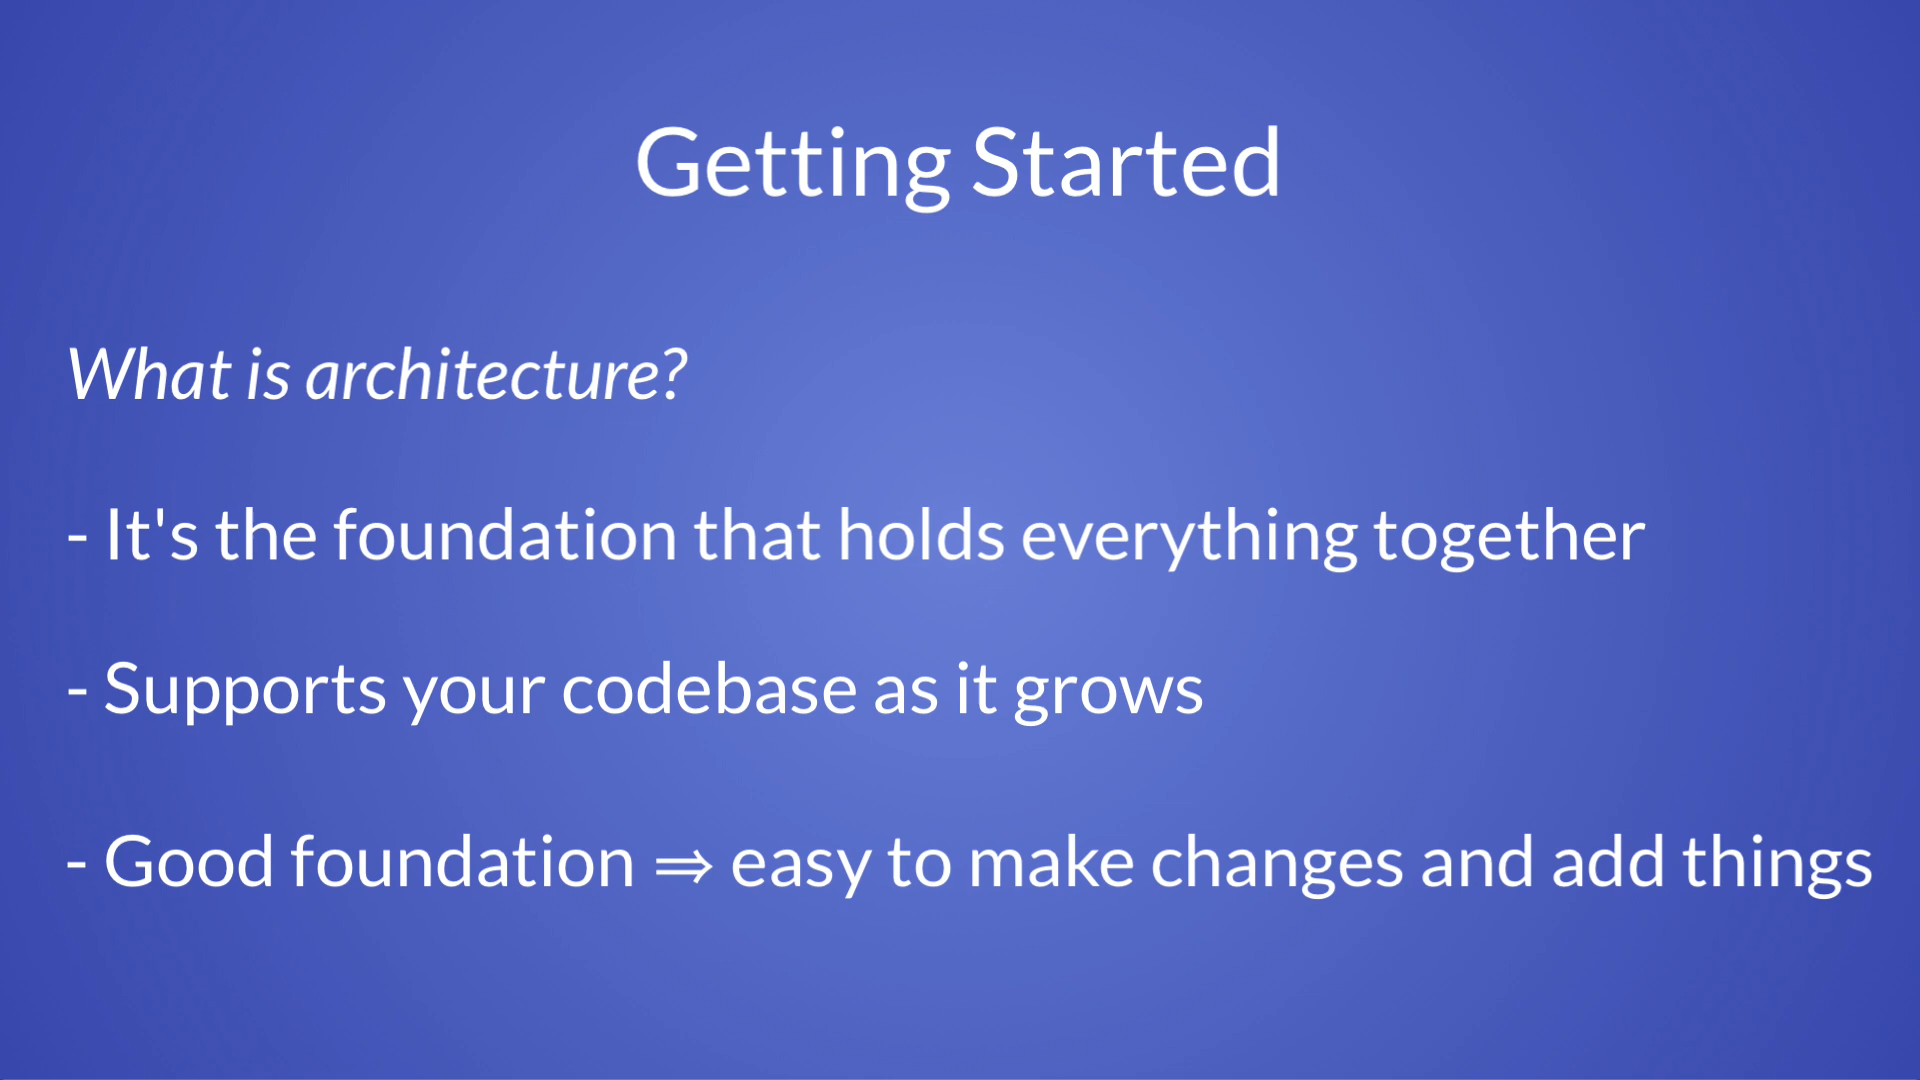 Getting Started
What is architecture?
- It's the foundation that holds everything together
- Supports your codebase as it grows
- Good foundation ⇒ easy to make changes and add things